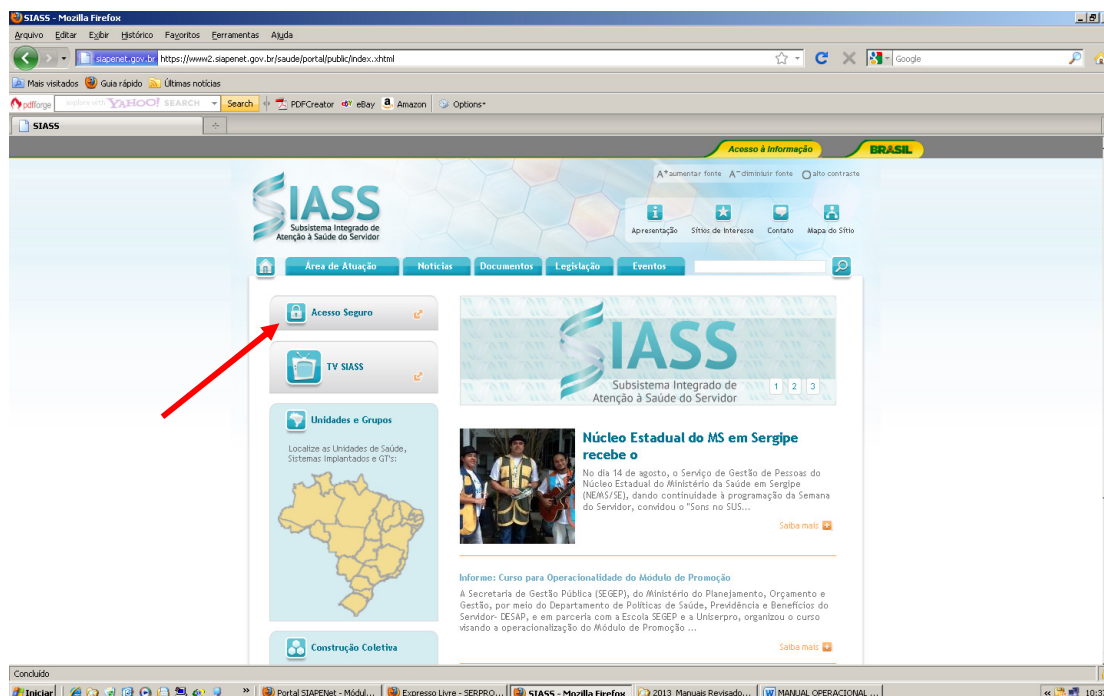 SIASS - Mozilla Firefox
Arquivo Editar Exibir Histórico Favoritos Ferramentas Ajuda
siapenet.gov.br https://www2.siapenet.gov.br/saude/portal/public/index.xhtml
Google
Mais visitados Guia rápido Últimas notícias
pdfforge YAHOO! SEARCH Search PDFCreator eBay Amazon Options
SIASS
Acesso à Informação BRASIL
A+ aumentar fonte A- diminiuir fonte alto contraste
SIASS
Subsistema Integrado de
Atenção à Saúde do Servidor
Apresentação Sítios de Interesse Contato Mapa do Sítio
Área de Atuação Notícias Documentos Legislação Eventos
Acesso Seguro
TV SIASS
Unidades e Grupos
Localize as Unidades de Saúde,
Sistemas Implantados e GT's:
Construção Coletiva
SIASS
Subsistema Integrado de
Atenção à Saúde do Servidor
1 2 3
Núcleo Estadual do MS em Sergipe
recebe o
No dia 14 de agosto, o Serviço de Gestão de Pessoas do
Núcleo Estadual do Ministério da Saúde em Sergipe
(NEMS/SE), dando continuidade à programação da Semana
do Servidor, convidou o "Sons no SUS...
Saiba mais
Informe: Curso para Operacionalidade do Módulo de Promoção
A Secretaria de Gestão Pública (SEGEP), do Ministério do Planejamento, Orçamento e
Gestão, por meio do Departamento de Políticas de Saúde, Previdência e Benefícios do
Servidor- DESAP, e em parceria com a Escola SEGEP e a Uniserpro, organizou o curso
visando a operacionalização do Módulo de Promoção ...
Saiba mais
Concluído
Iniciar » Portal SIAPENet - Módul... Expresso Livre - SERPRO... SIASS - Mozilla Firefox 2013_Manuais Revisado... MANUAL OPERACIONAL ... «